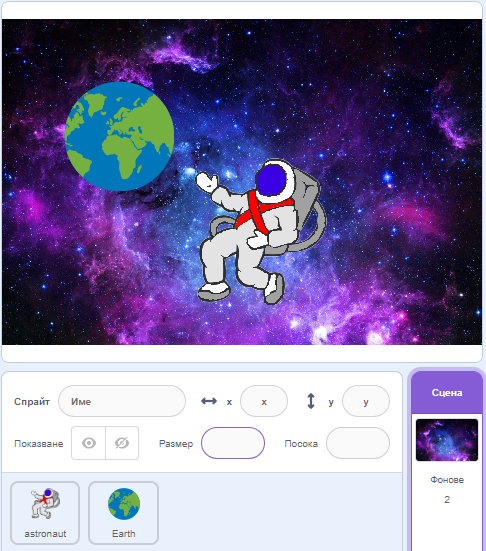 Спрайт Име x x y y Сцена
Показване Размер Посока
Фонове
2
astronaut Earth